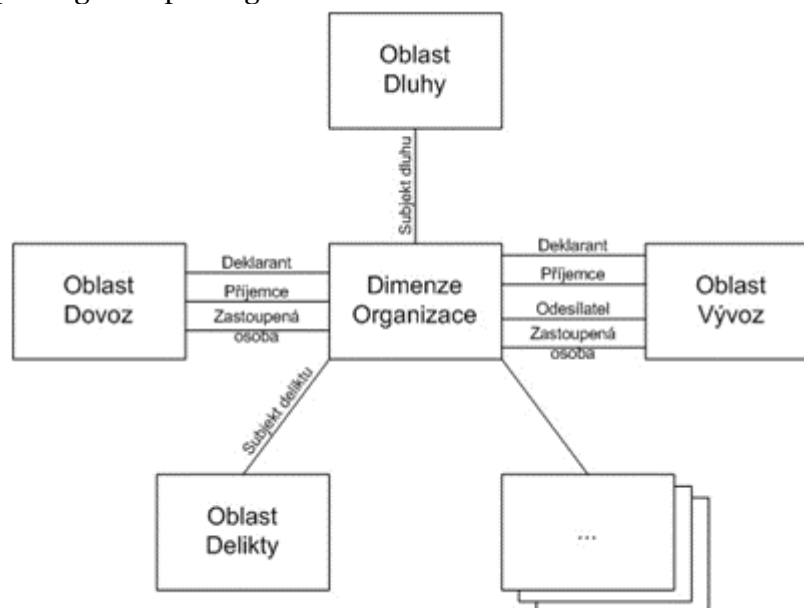 Oblast
Dluhy
Subjekt dluhu
Oblast
Dovoz
Deklarant
Příjemce
Zastoupená
osoba
Dimenze
Organizace
Deklarant
Příjemce
Odesílatel
Zastoupená
osoba
Oblast
Vývoz
Subjekt deliktu
Oblast
Delikty
...